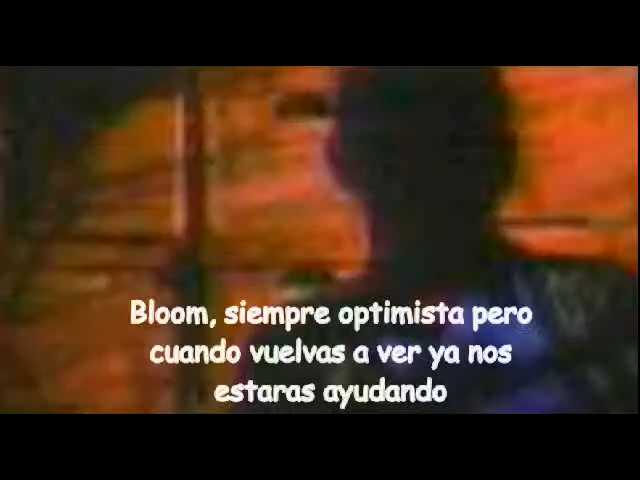 Bloom, siempre optimista pero
cuando vuelvas a ver ya nos
estaras ayudando